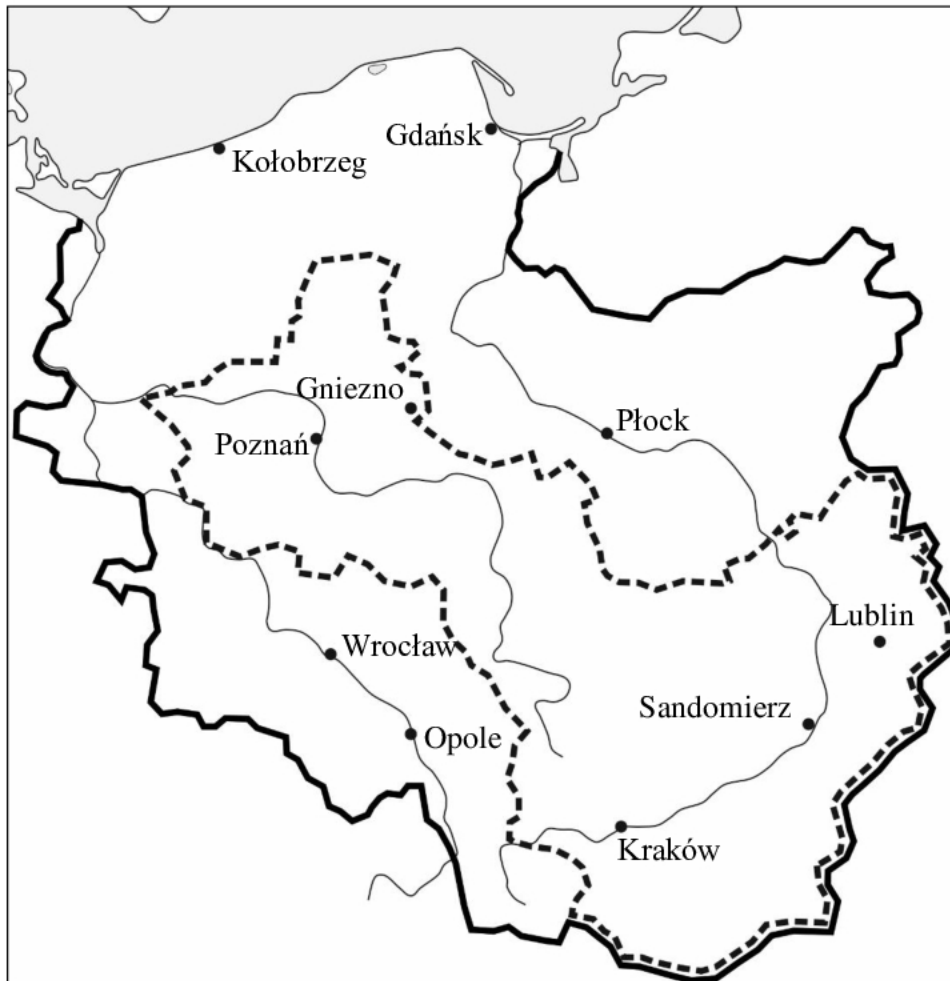 Gdańsk
Kołobrzeg
Gniezno
Płock
Poznań
Lublin
Wrocław
Sandomierz
Opole
Kraków